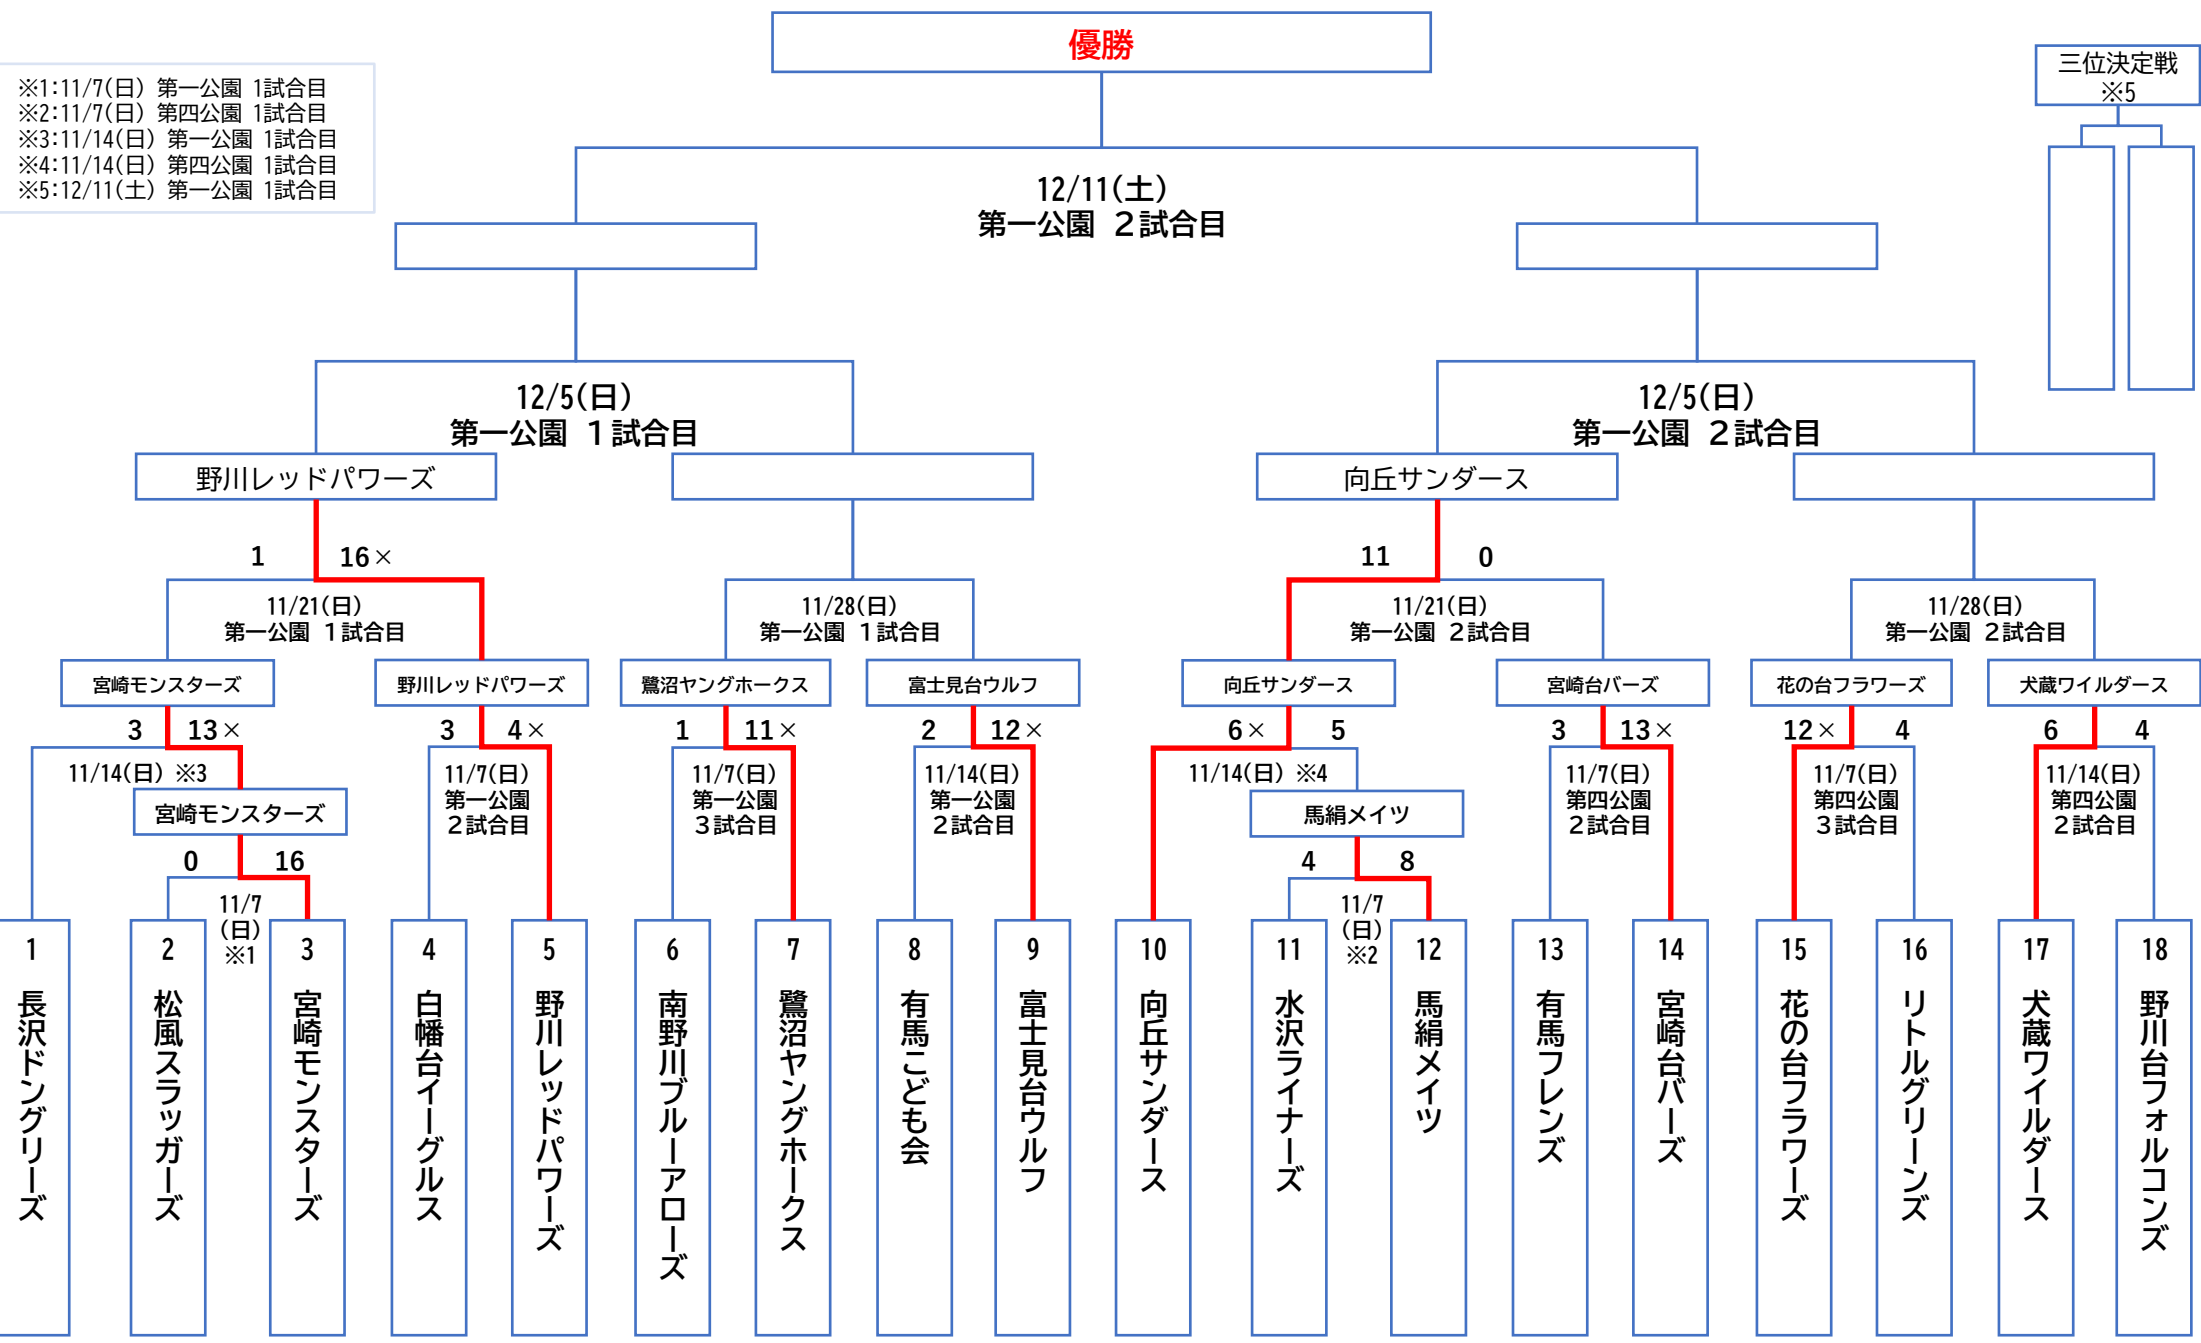 優勝
三位決定戦
※5
※1:11/7(日) 第一公園 1試合目
※2:11/7(日) 第四公園 1試合目
※3:11/14(日) 第一公園 1試合目
※4:11/14(日) 第四公園 1試合目
※5:12/11(土) 第一公園 1試合目
12/11(土)
第一公園 2試合目
12/5(日)
第一公園 1試合目
12/5(日)
第一公園 2試合目
野川レッドパワーズ
向丘サンダース
1 16×
11 0
11/21(日)
第一公園 1試合目
11/28(日)
第一公園 1試合目
11/21(日)
第一公園 2試合目
11/28(日)
第一公園 2試合目
宮崎モンスターズ
野川レッドパワーズ
鷺沼ヤングホークス
富士見台ウルフ
向丘サンダース
宮崎台バーズ
花の台フラワーズ
犬蔵ワイルダース
3 13×
3 4×
1 11×
2 12×
6× 5
3 13×
12× 4
6 4
11/14(日) ※3
11/7(日)
第一公園
2試合目
11/7(日)
第一公園
3試合目
11/14(日)
第一公園
2試合目
11/14(日) ※4
11/7(日)
第四公園
2試合目
11/7(日)
第四公園
3試合目
11/14(日)
第四公園
2試合目
宮崎モンスターズ
馬絹メイツ
0 16
4 8
11/7
(日)
※1
11/7
(日)
※2
1 長沢ドングリーズ
2 松風スラッガーズ
3 宮崎モンスターズ
4 白幡台イーグルス
5 野川レッドパワーズ
6 南野川ブルーアローズ
7 鷺沼ヤングホークス
8 有馬こども会
9 富士見台ウルフ
10 向丘サンダース
11 水沢ライナーズ
12 馬絹メイツ
13 有馬フレンズ
14 宮崎台バーズ
15 花の台フラワーズ
16 リトルグリーンズ
17 犬蔵ワイルダース
18 野川台フォルコンズ